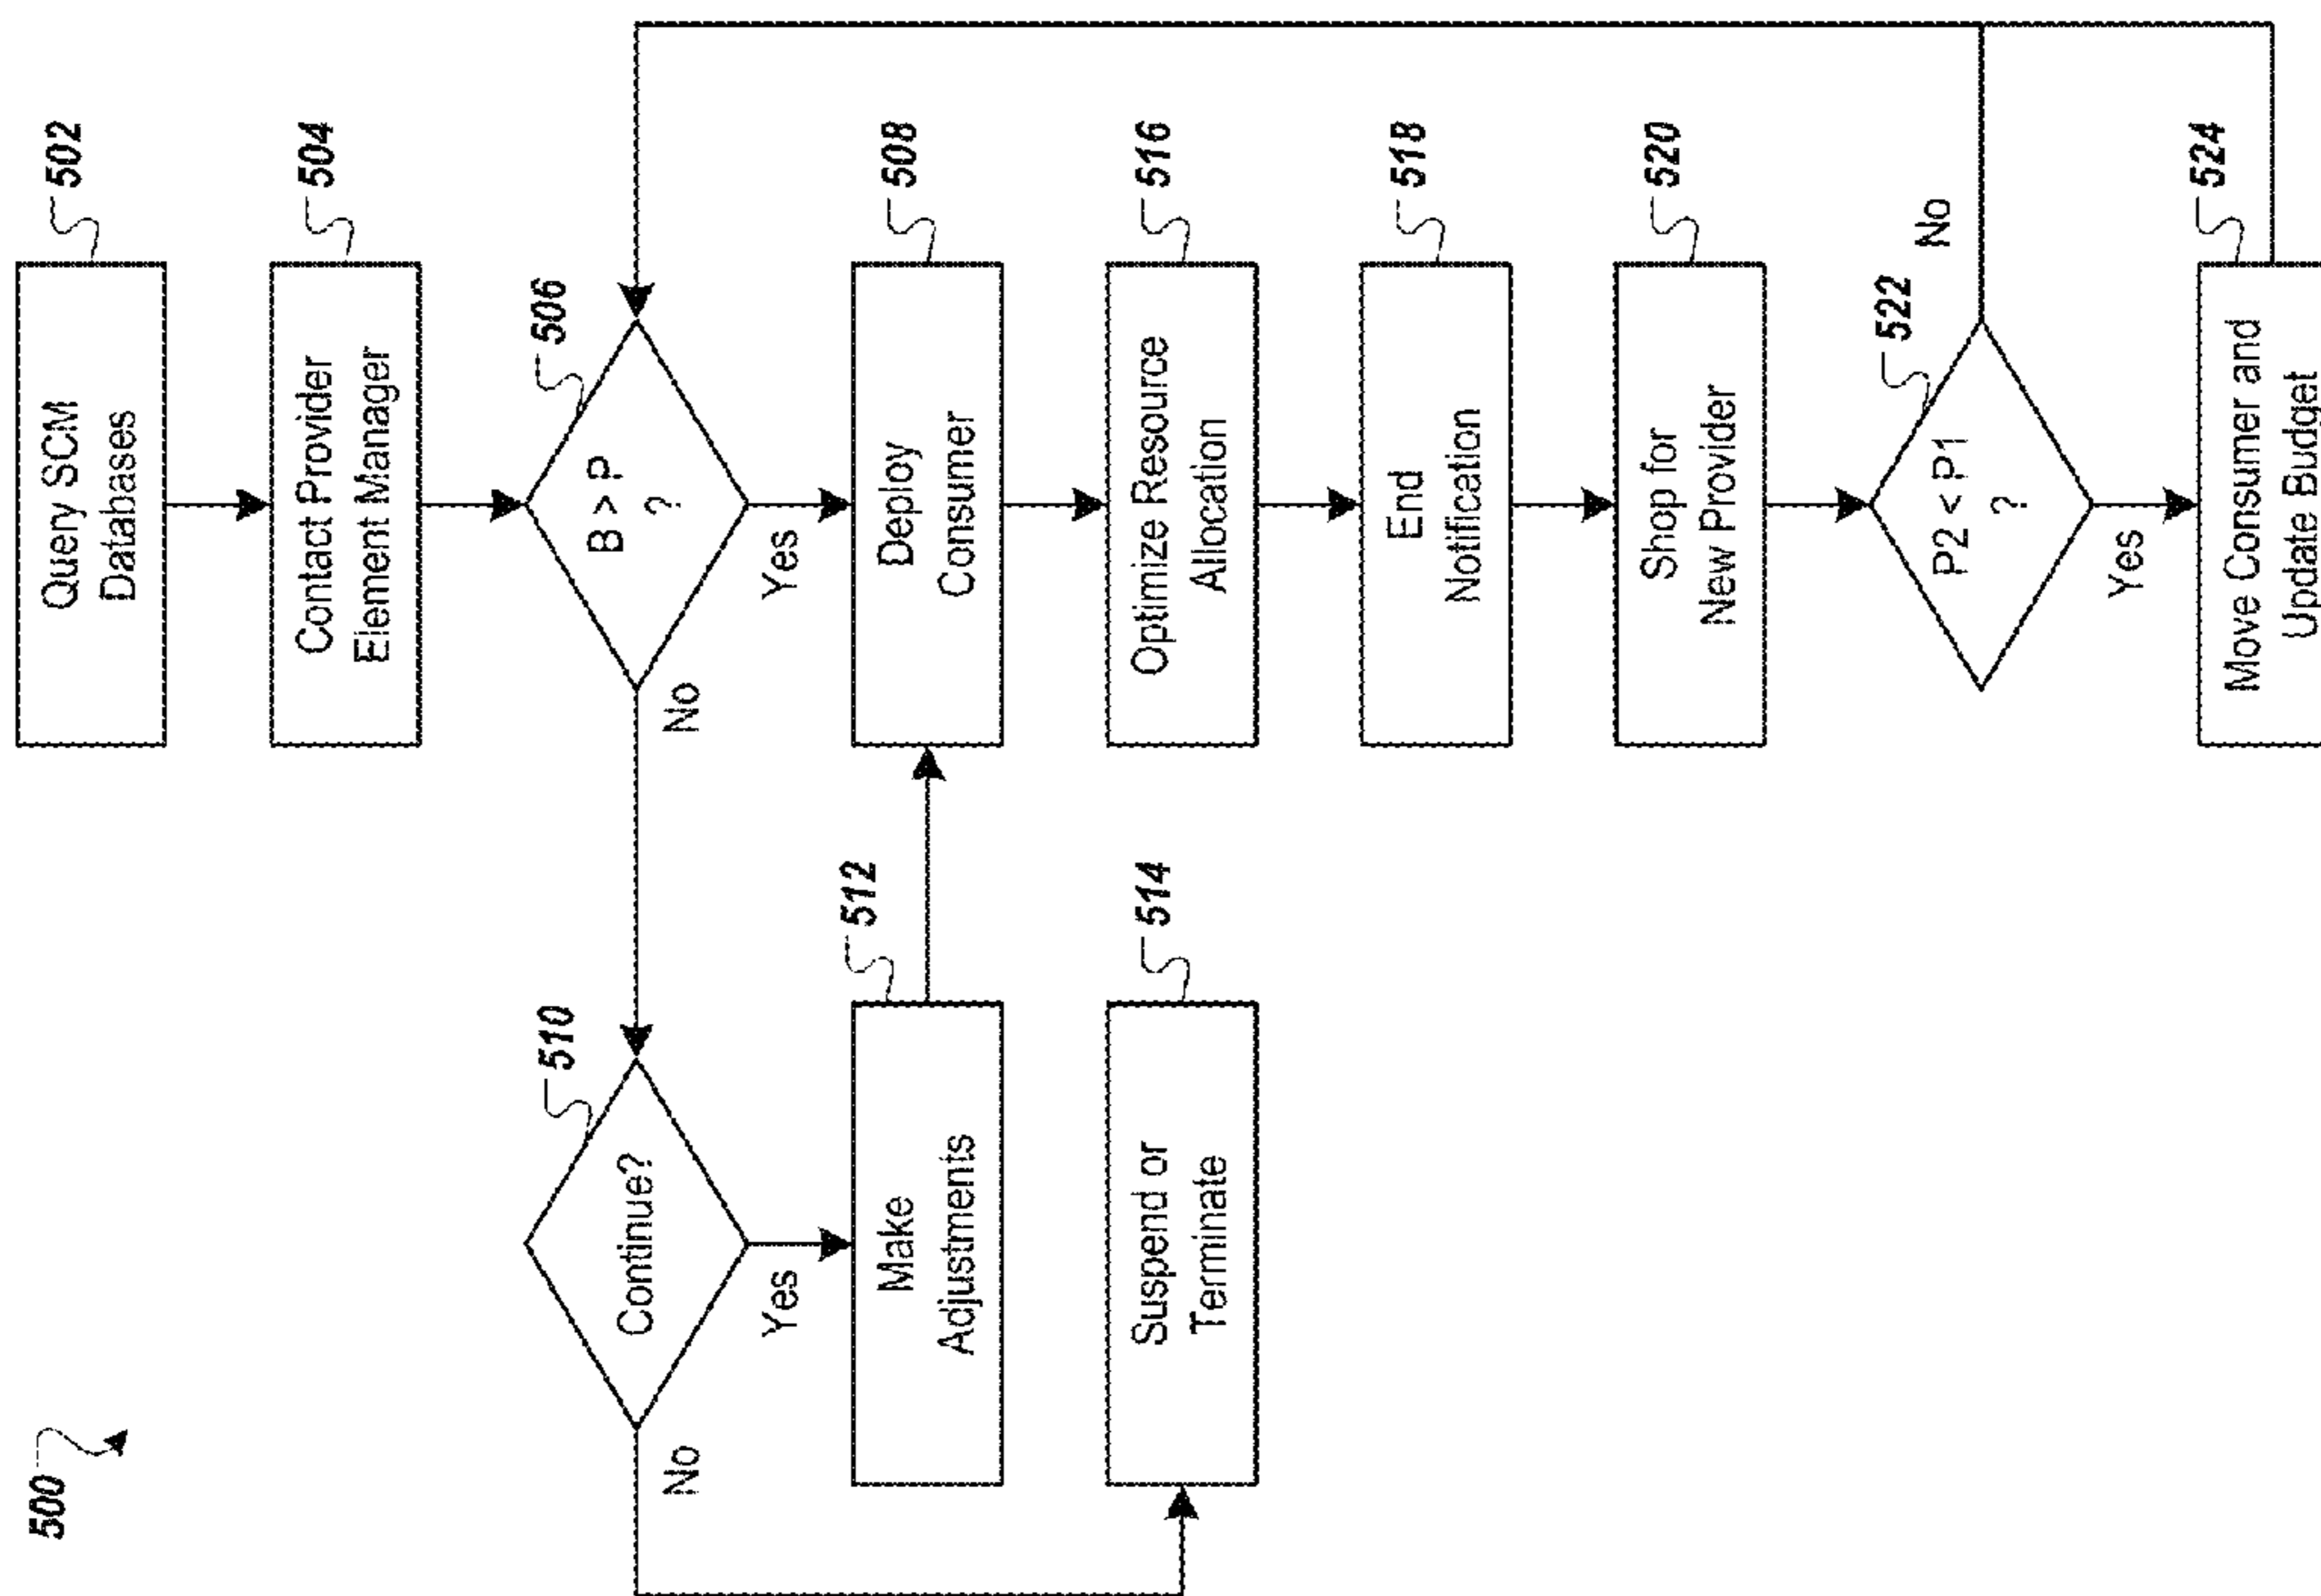 500
Query SCM
Databases
502
Contact Provider
Element Manager
504
B > P
?
506
No
Yes
Continue?
510
No
Yes
Deploy
Consumer
508
Make
Adjustments
512
Optimize Resource
Allocation
516
Suspend or
Terminate
514
End
Notification
518
Shop for
New Provider
520
P2 < P1
?
522
No
Yes
Move Consumer and
Update Budget
524